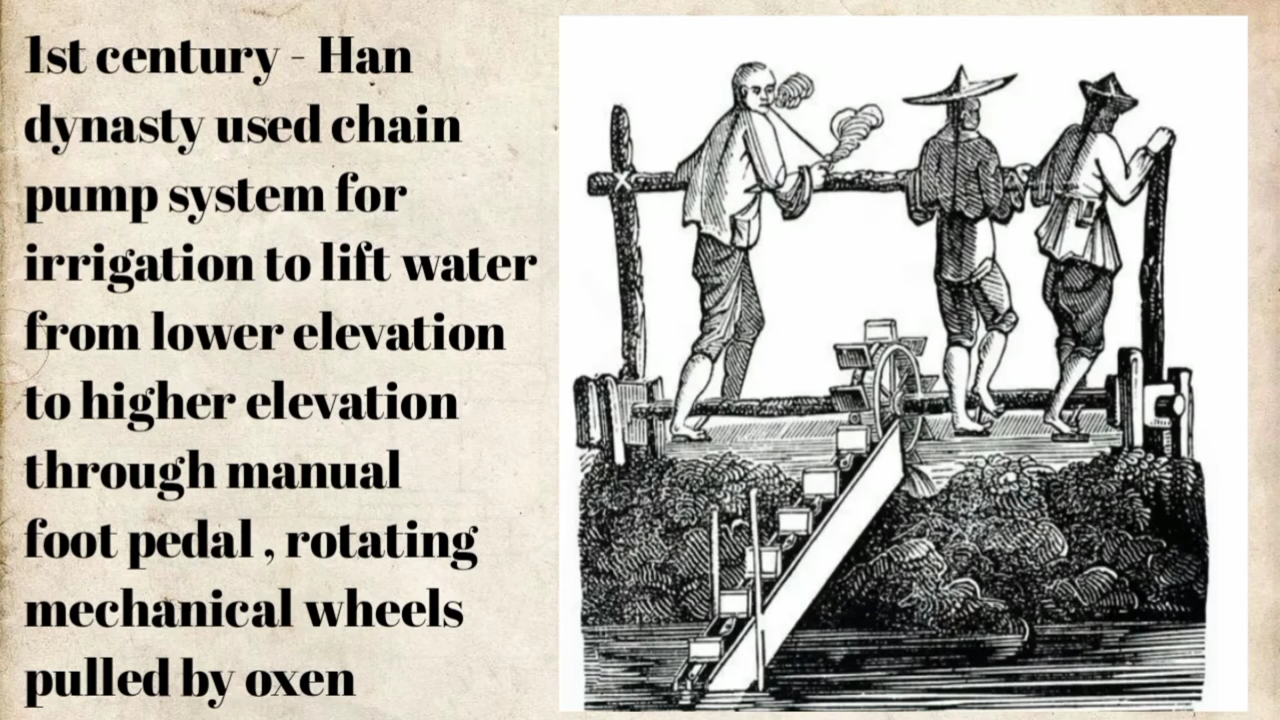 1st century - Han
dynasty used chain
pump system for
irrigation to lift water
from lower elevation
to higher elevation
through manual
foot pedal , rotating
mechanical wheels
pulled by oxen